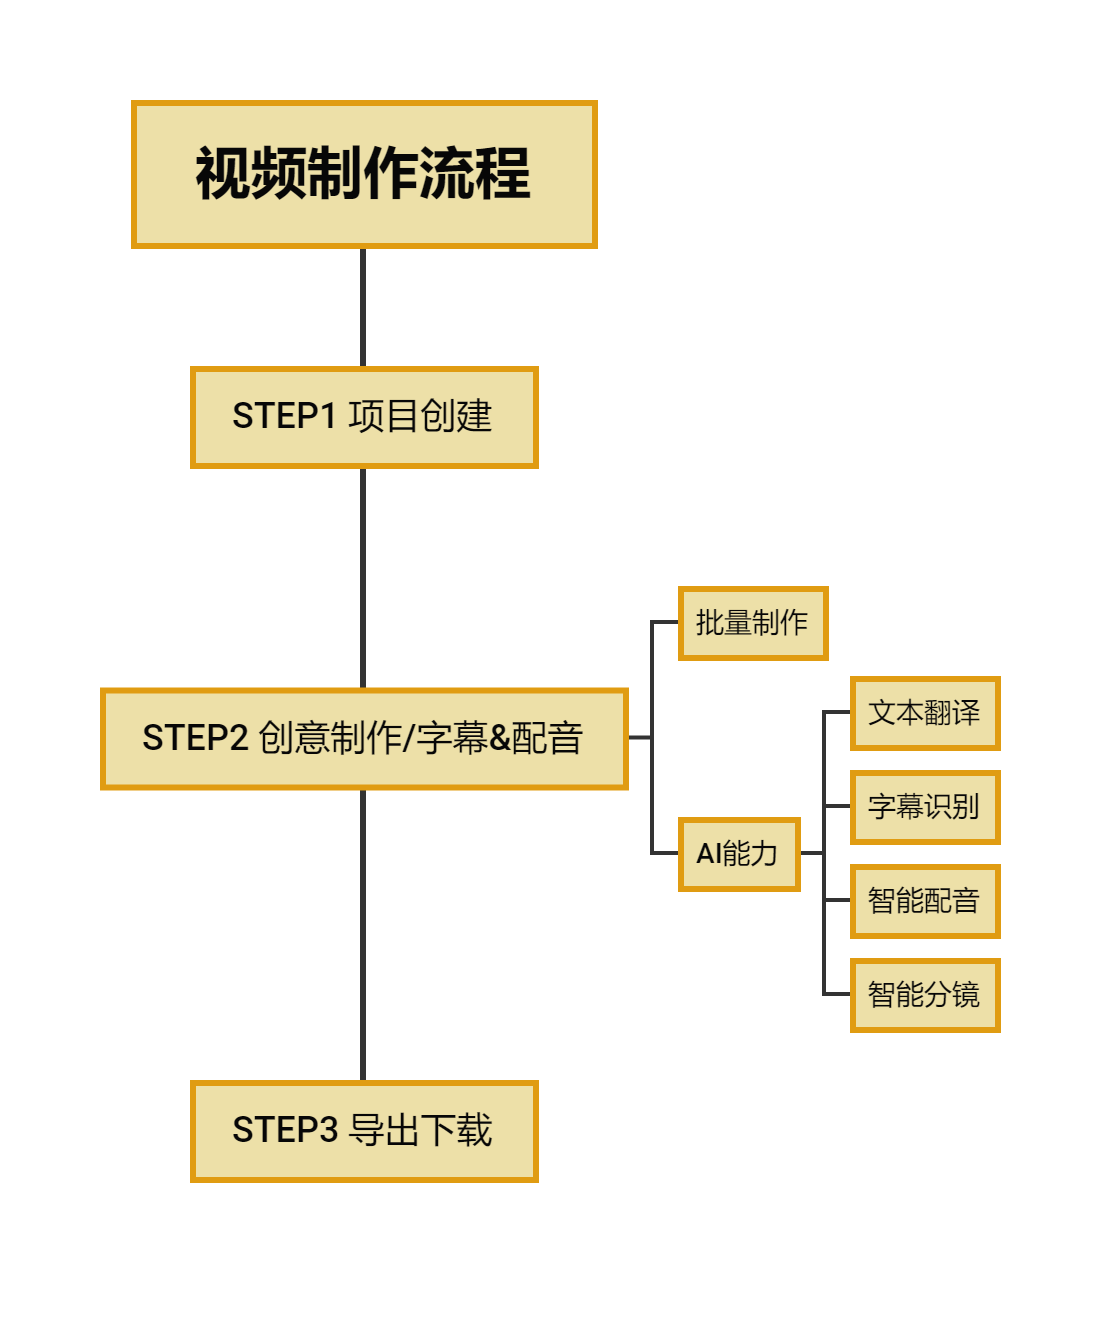 视频制作流程
STEP1 项目创建
STEP2 创意制作/字幕&配音
批量制作
AI能力
文本翻译
字幕识别
智能配音
智能分镜
STEP3 导出下载